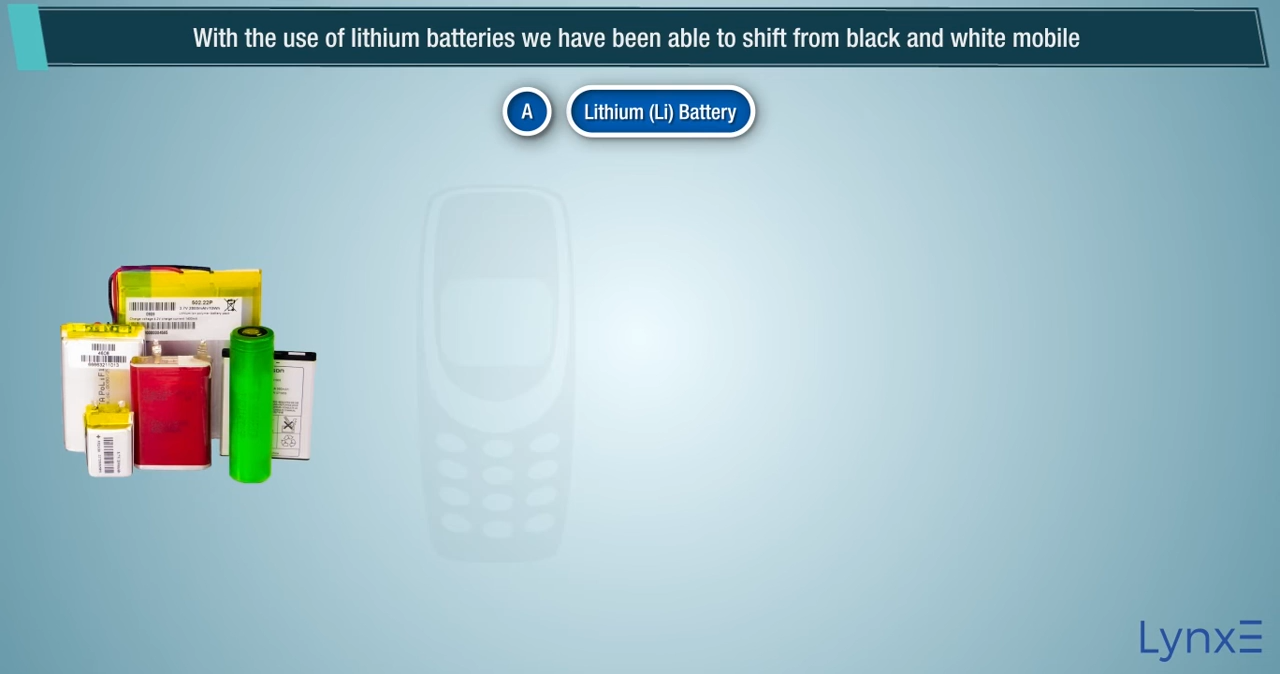 With the use of lithium batteries we have been able to shift from black and white mobile
A
Lithium (Li) Battery
LynxE